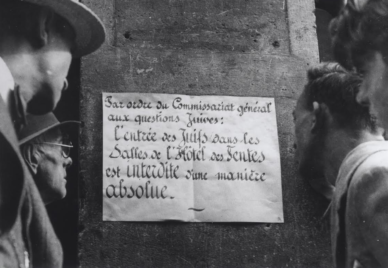 Par ordre du Commissariat général
aux questions Juives :
L'entrée des Juifs dans les
Salles de l'Hôtel des Ventes
est interdite d'une manière
absolue.